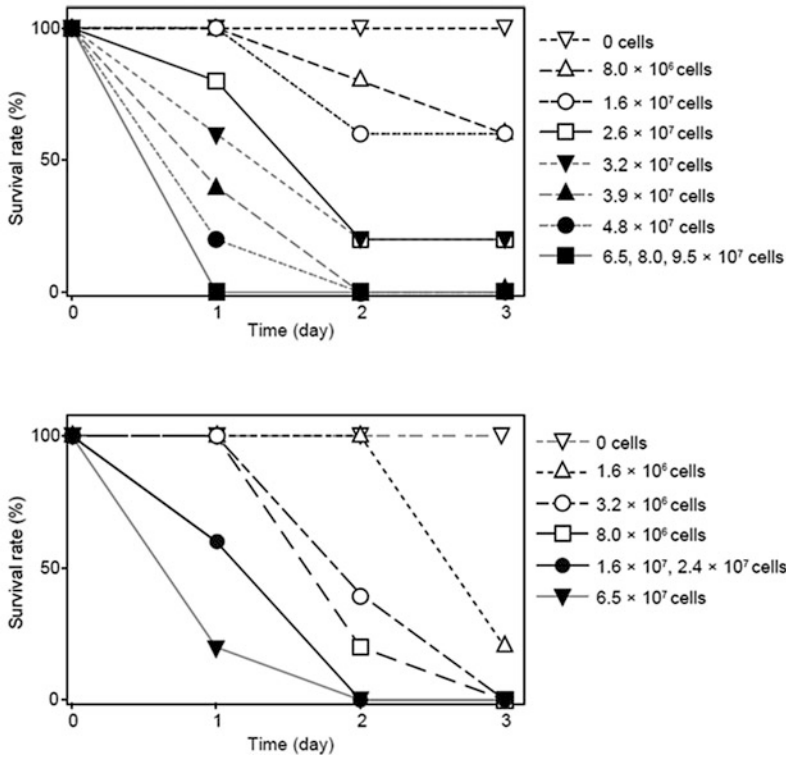 100
50
0
Survival rate (%)
0 1 2 3
Time (day)
0 cells
8.0 × 10⁶ cells
1.6 × 10⁷ cells
2.6 × 10⁷ cells
3.2 × 10⁷ cells
3.9 × 10⁷ cells
4.8 × 10⁷ cells
6.5, 8.0, 9.5 × 10⁷ cells
100
50
0
Survival rate (%)
0 1 2 3
Time (day)
0 cells
1.6 × 10⁶ cells
3.2 × 10⁶ cells
8.0 × 10⁶ cells
1.6 × 10⁷, 2.4 × 10⁷ cells
6.5 × 10⁷ cells